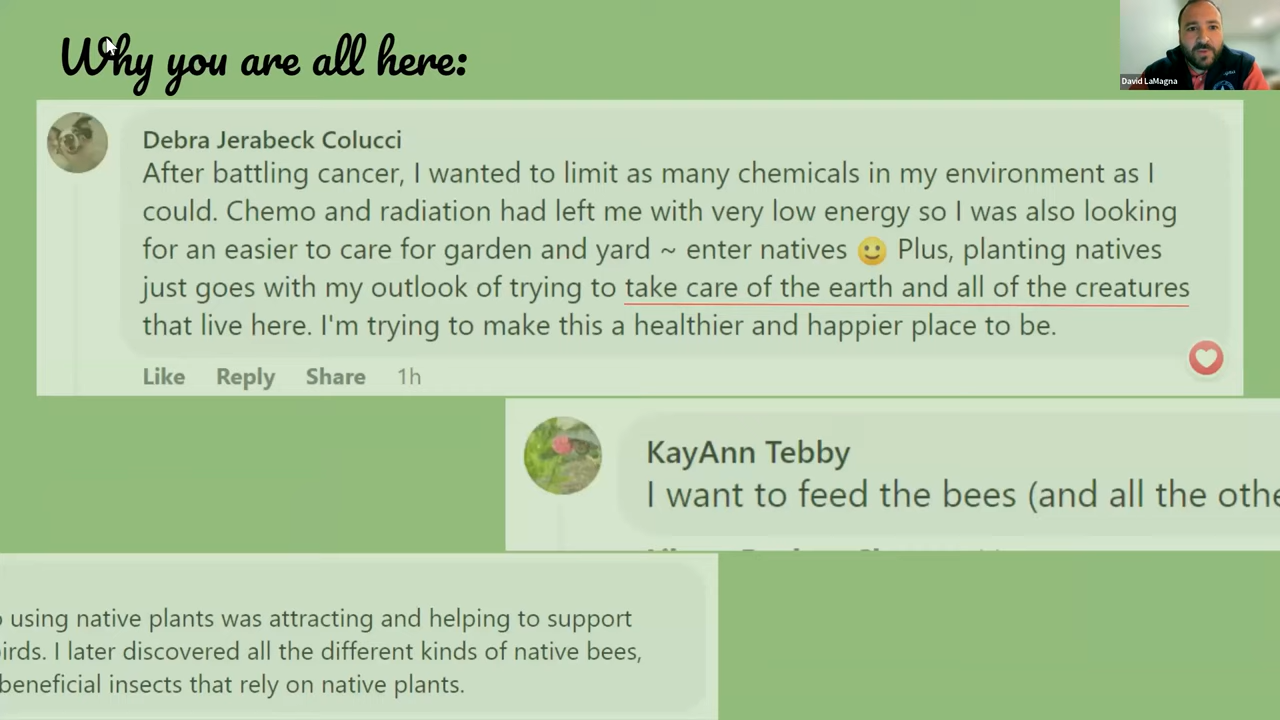 Why you are all here:
David LaMagna
Debra Jerabeck Colucci
After battling cancer, I wanted to limit as many chemicals in my environment as I
could. Chemo and radiation had left me with very low energy so I was also looking
for an easier to care for garden and yard ~ enter natives 🙂 Plus, planting natives
just goes with my outlook of trying to take care of the earth and all of the creatures
that live here. I'm trying to make this a healthier and happier place to be.
Like Reply Share 1h
KayAnn Tebby
I want to feed the bees (and all the othe
using native plants was attracting and helping to support
irds. I later discovered all the different kinds of native bees,
beneficial insects that rely on native plants.